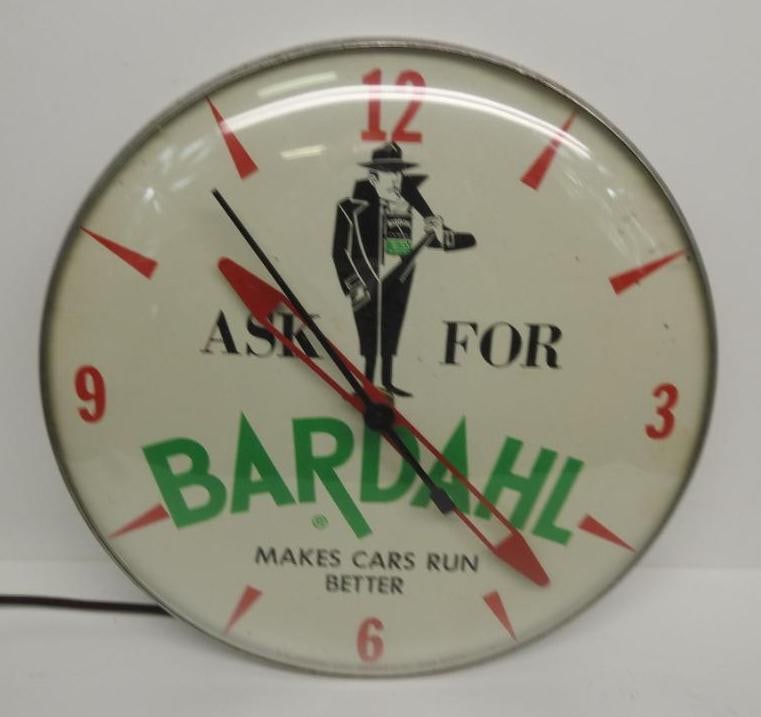 12
ASK FOR
9
3
BARDAHL
®
MAKES CARS RUN
BETTER
6